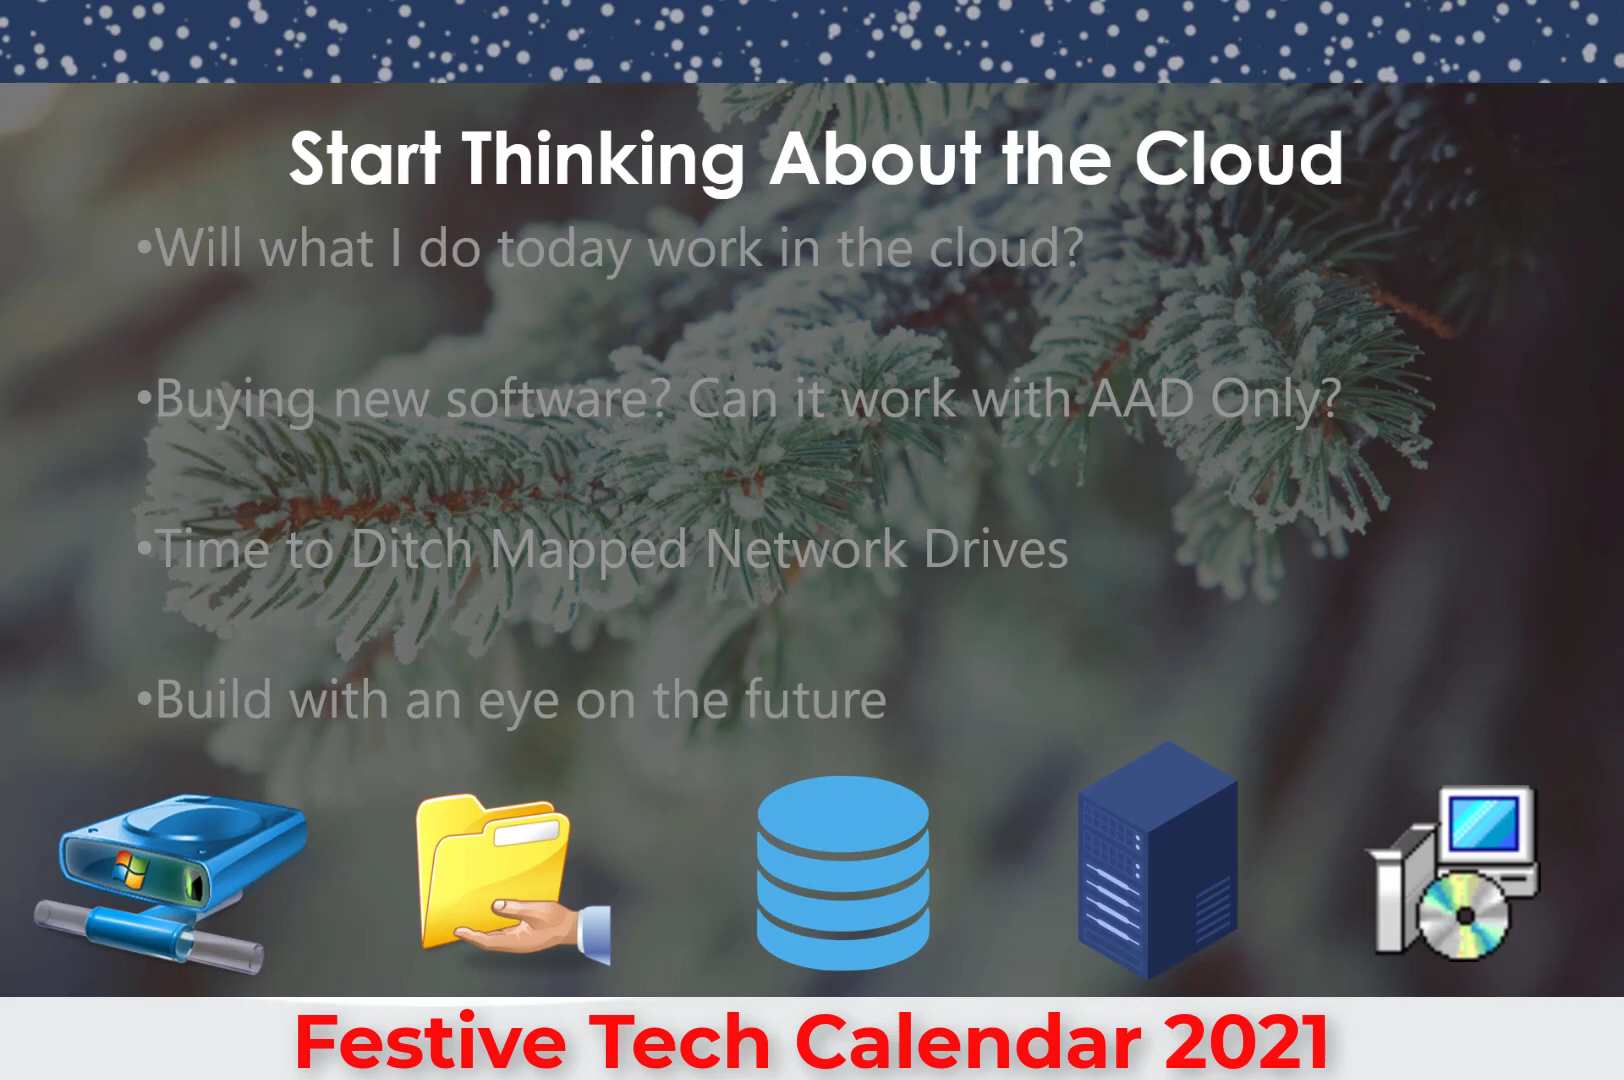 Start Thinking About the Cloud
•Will what I do today work in the cloud?
•Buying new software? Can it work with AAD Only?
•Time to Ditch Mapped Network Drives
•Build with an eye on the future
Festive Tech Calendar 2021